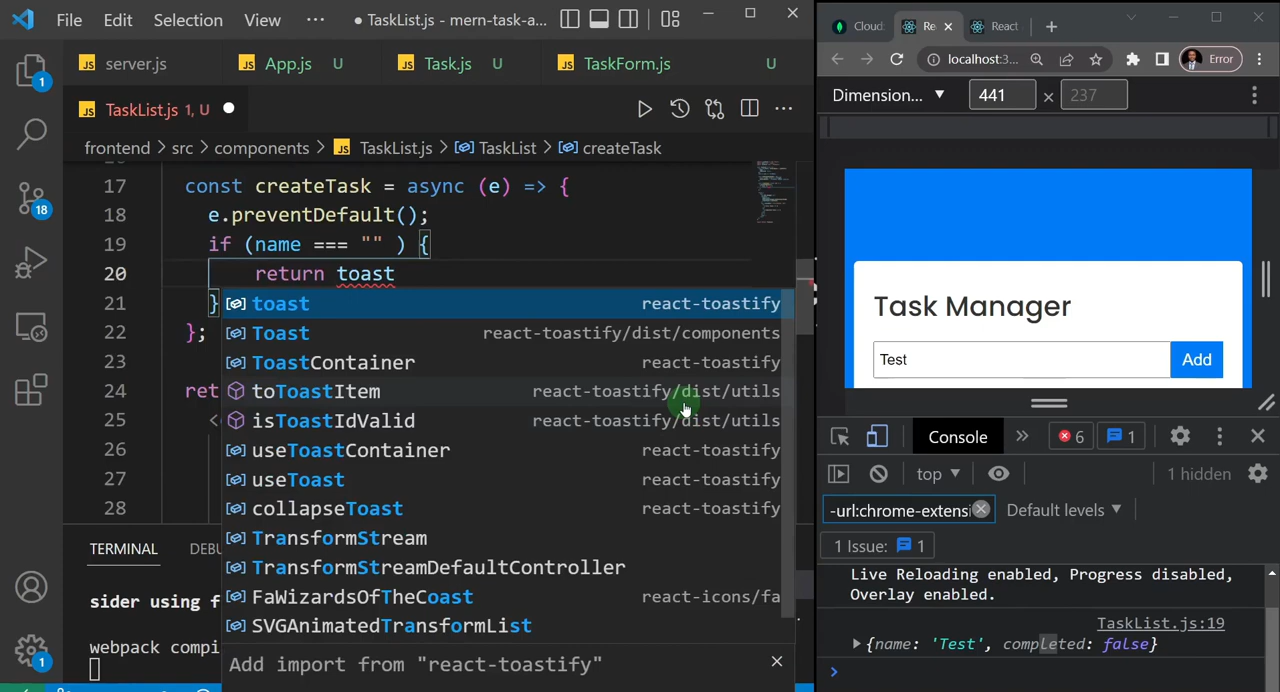 File Edit Selection View ··· ● TaskList.js - mern-task-a...
server.js App.js U Task.js U TaskForm.js U
TaskList.js 1, U
frontend > src > components > TaskList.js > TaskList > createTask
17 const createTask = async (e) => {
18 e.preventDefault();
19 if (name === "" ) {
20 return toast
21 }
22 };
23
24 ret
25 <
26
27
28
toast react-toastify
Toast react-toastify/dist/components
ToastContainer react-toastify
toToastItem react-toastify/dist/utils
isToastIdValid react-toastify/dist/utils
useToastContainer react-toastify
useToast react-toastify
collapseToast react-toastify
TransformStream
TransformStreamDefaultController
FaWizardsOfTheCoast react-icons/fa
SVGAnimatedTransformList
Add import from "react-toastify"
TERMINAL DEBU
sider using f
webpack compi
1
18
1
Cloud: Re React
localhost:3... Error
Dimension... 441 × 237
Task Manager
Test Add
Console » 6 1
top 1 hidden
-url:chrome-extensi Default levels
1 Issue: 1
Live Reloading enabled, Progress disabled,
Overlay enabled.
TaskList.js:19
{name: 'Test', completed: false}